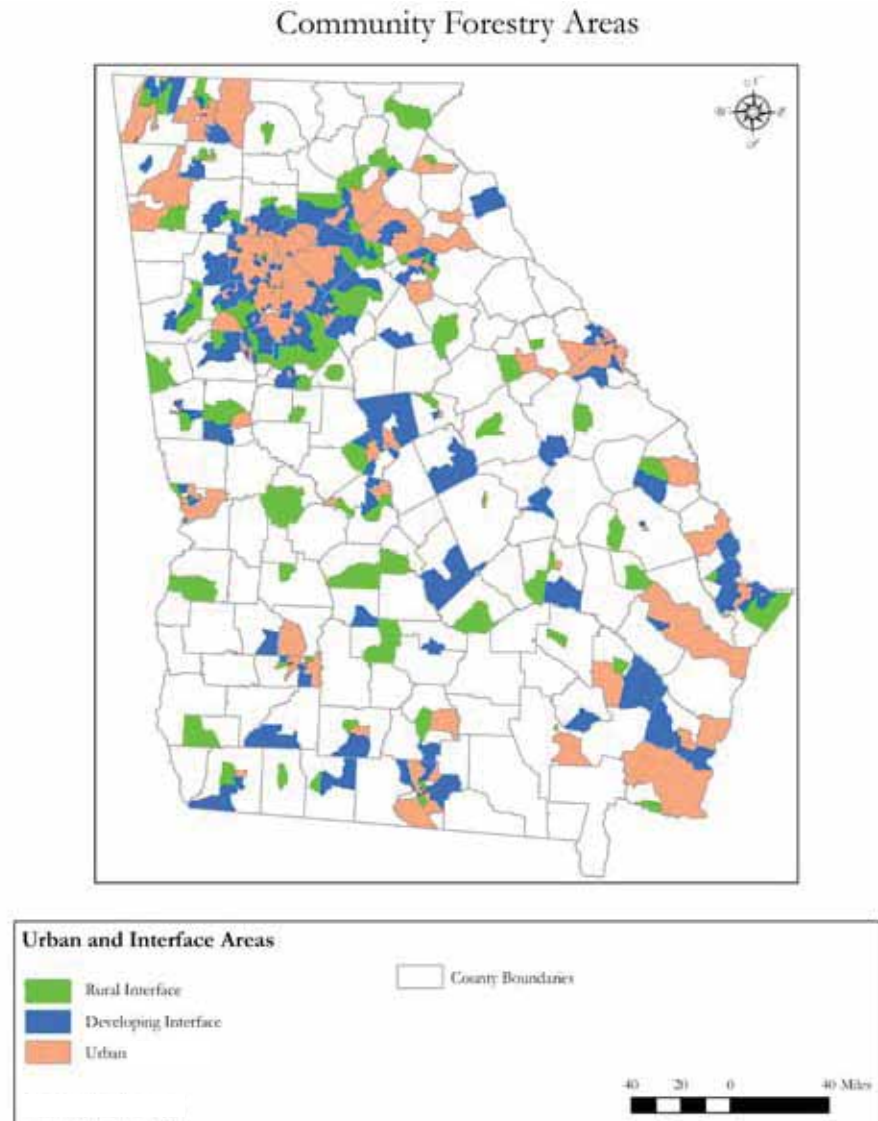 Community Forestry Areas
Urban and Interface Areas
Rural Interface
County Boundaries
Developing Interface
Urban
40 20 0 40 Miles